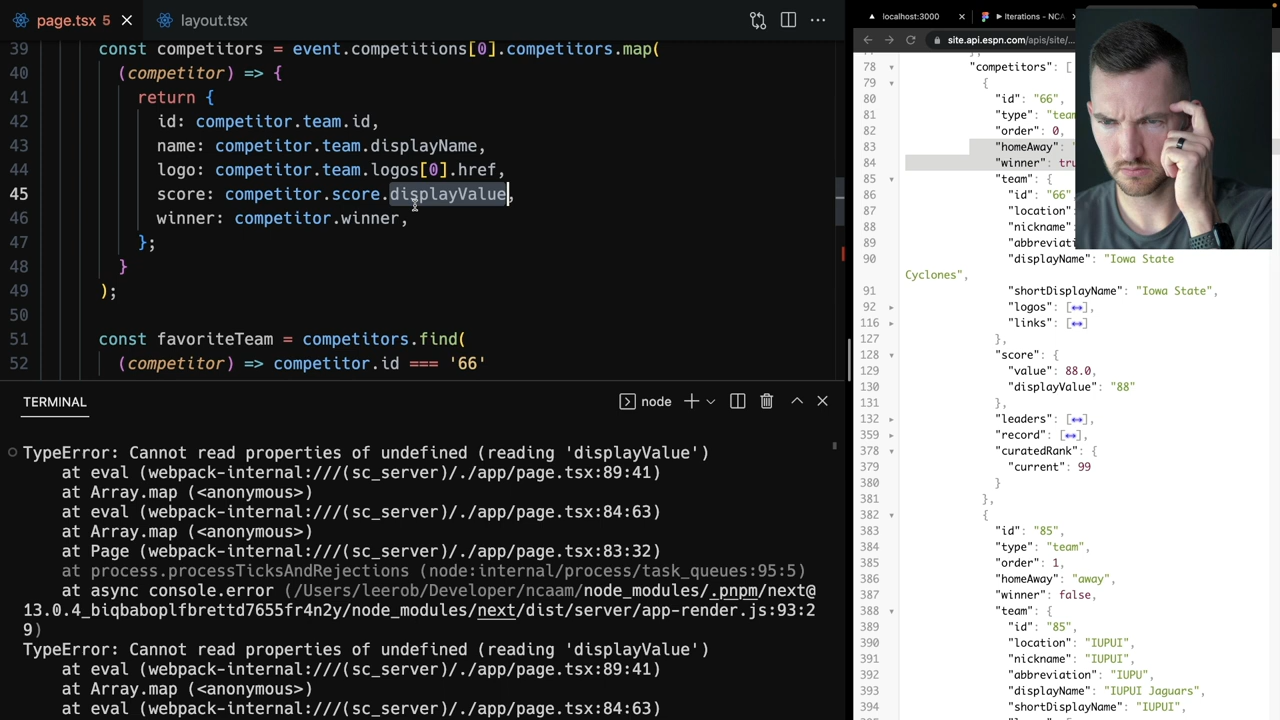 page.tsx 5
layout.tsx
39 const competitors = event.competitions[0].competitors.map(
40 (competitor) => {
41 return {
42 id: competitor.team.id,
43 name: competitor.team.displayName,
44 logo: competitor.team.logos[0].href,
45 score: competitor.score.displayValue,
46 winner: competitor.winner,
47 };
48 }
49 );
50
51 const favoriteTeam = competitors.find(
52 (competitor) => competitor.id === '66'
TERMINAL
node
TypeError: Cannot read properties of undefined (reading 'displayValue')
at eval (webpack-internal:///(sc_server)/./app/page.tsx:89:41)
at Array.map (<anonymous>)
at eval (webpack-internal:///(sc_server)/./app/page.tsx:84:63)
at Array.map (<anonymous>)
at Page (webpack-internal:///(sc_server)/./app/page.tsx:83:32)
at process.processTicksAndRejections (node:internal/process/task_queues:95:5)
at async console.error (/Users/leerob/Developer/ncaam/node_modules/.pnpm/next@
13.0.4_biqbaboplfbrettd7655fr4n2y/node_modules/next/dist/server/app-render.js:93:2
9)
TypeError: Cannot read properties of undefined (reading 'displayValue')
at eval (webpack-internal:///(sc_server)/./app/page.tsx:89:41)
at Array.map (<anonymous>)
at eval (webpack-internal:///(sc_server)/./app/page.tsx:84:63)
localhost:3000
Iterations - NCA
site.api.espn.com/apis/site/...
78 "competitors": [
79 {
80 "id": "66",
81 "type": "team
82 "order": 0,
83 "homeAway": "
84 "winner": tru
85 "team": {
86 "id": "66"
87 "location"
88 "nickname"
89 "abbreviati
90 "displayName": "Iowa State
Cyclones",
91 "shortDisplayName": "Iowa State",
92 "logos": [↔],
116 "links": [↔]
127 },
128 "score": {
129 "value": 88.0,
130 "displayValue": "88"
131 },
132 "leaders": [↔],
359 "record": [↔],
378 "curatedRank": {
379 "current": 99
380 }
381 },
382 {
383 "id": "85",
384 "type": "team",
385 "order": 1,
386 "homeAway": "away",
387 "winner": false,
388 "team": {
389 "id": "85",
390 "location": "IUPUI",
391 "nickname": "IUPUI",
392 "abbreviation": "IUPU",
393 "displayName": "IUPUI Jaguars",
394 "shortDisplayName": "IUPUI",